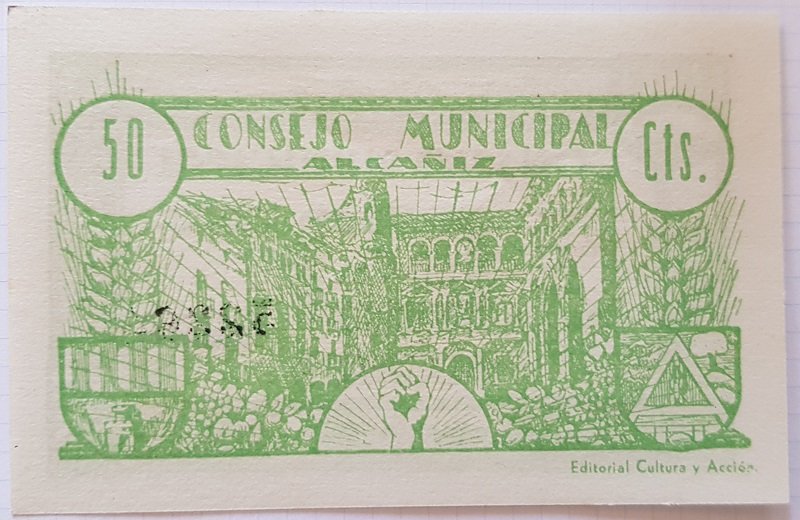 50 CONSEJO MUNICIPAL Cts.
ALCAÑIZ
Editorial Cultura y Acción.